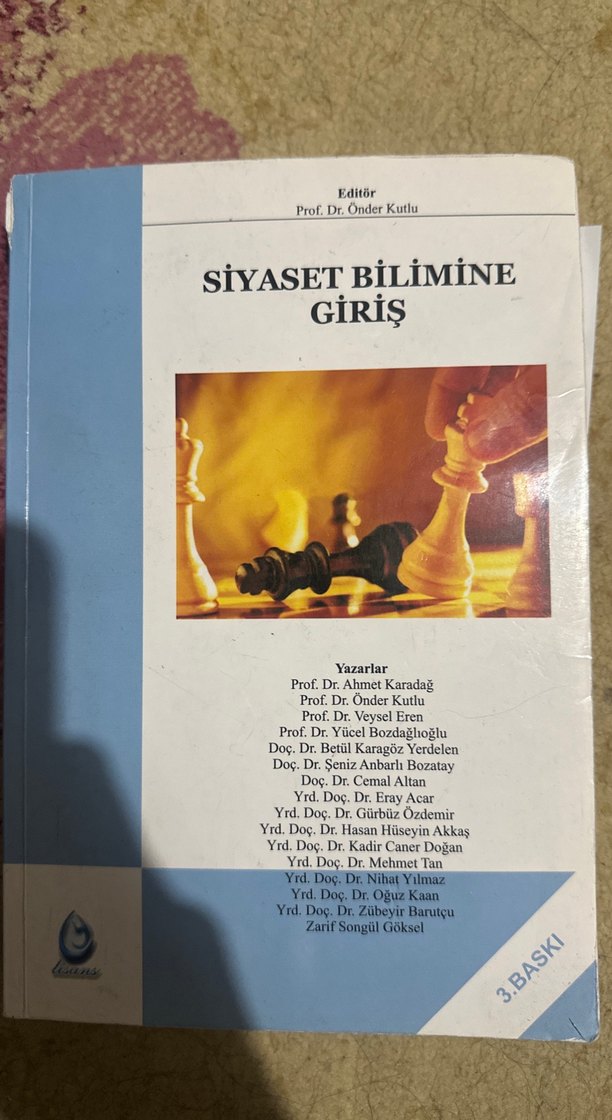 Editör
Prof. Dr. Önder Kutlu
SİYASET BİLİMİNE
GİRİŞ
Yazarlar
Prof. Dr. Ahmet Karadağ
Prof. Dr. Önder Kutlu
Prof. Dr. Veysel Eren
Prof. Dr. Yücel Bozdağlıoğlu
Doç. Dr. Betül Karagöz Yerdelen
Doç. Dr. Şeniz Anbarlı Bozatay
Doç. Dr. Cemal Altan
Yrd. Doç. Dr. Eray Acar
Yrd. Doç. Dr. Gürbüz Özdemir
Yrd. Doç. Dr. Hasan Hüseyin Akkaş
Yrd. Doç. Dr. Kadir Caner Doğan
Yrd. Doç. Dr. Mehmet Tan
Yrd. Doç. Dr. Nihat Yılmaz
Yrd. Doç. Dr. Oğuz Kaan
Yrd. Doç. Dr. Zübeyir Barutçu
Zarif Songül Göksel
lisans
3.BASKI